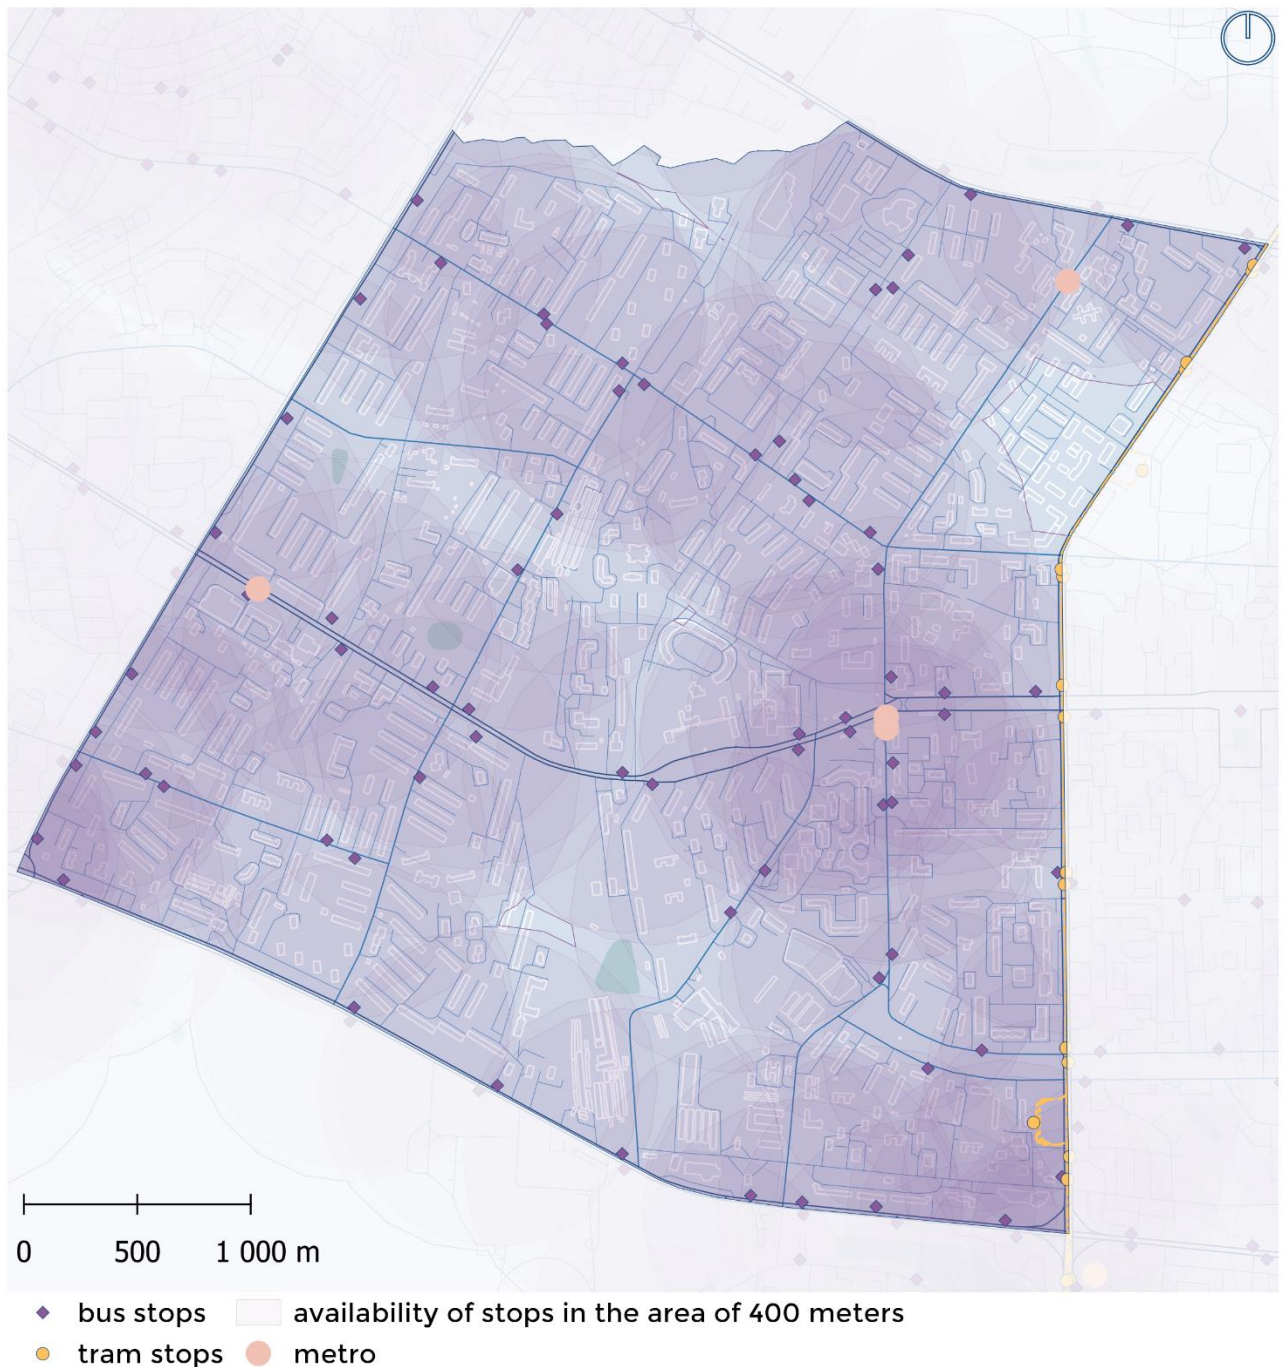 0 500 1 000 m
bus stops availability of stops in the area of 400 meters
tram stops metro